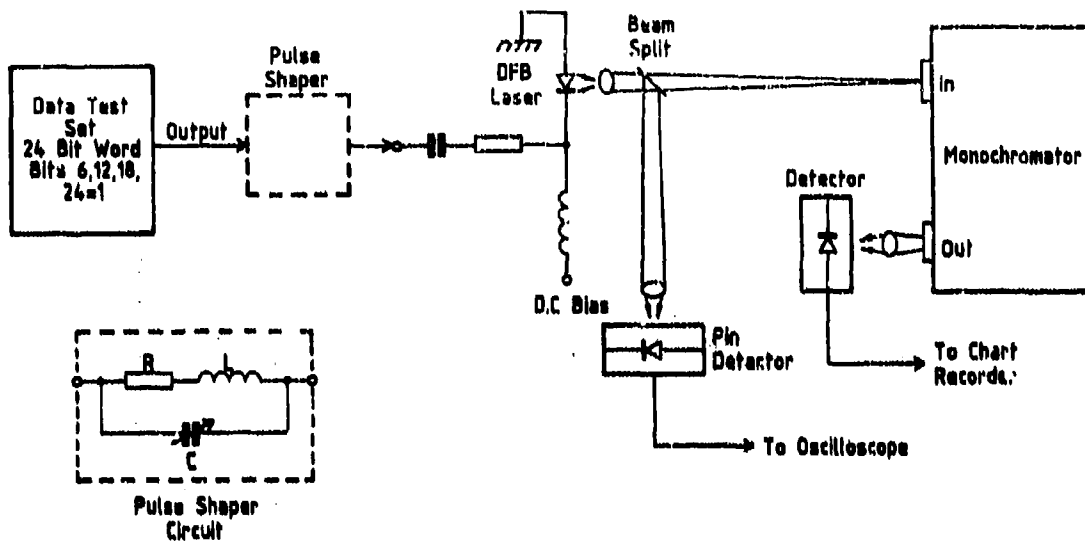 Data Test
Set
24 Bit Word
Bits 6,12,18,
24=1
Output
Pulse
Shaper
DFB
Laser
Beam
Split
In
Monochromator
Out
Detector
D.C Bias
Pin
Detector
To Chart
Recorder
To Oscilloscope
R
L
C
Pulse Shaper
Circuit